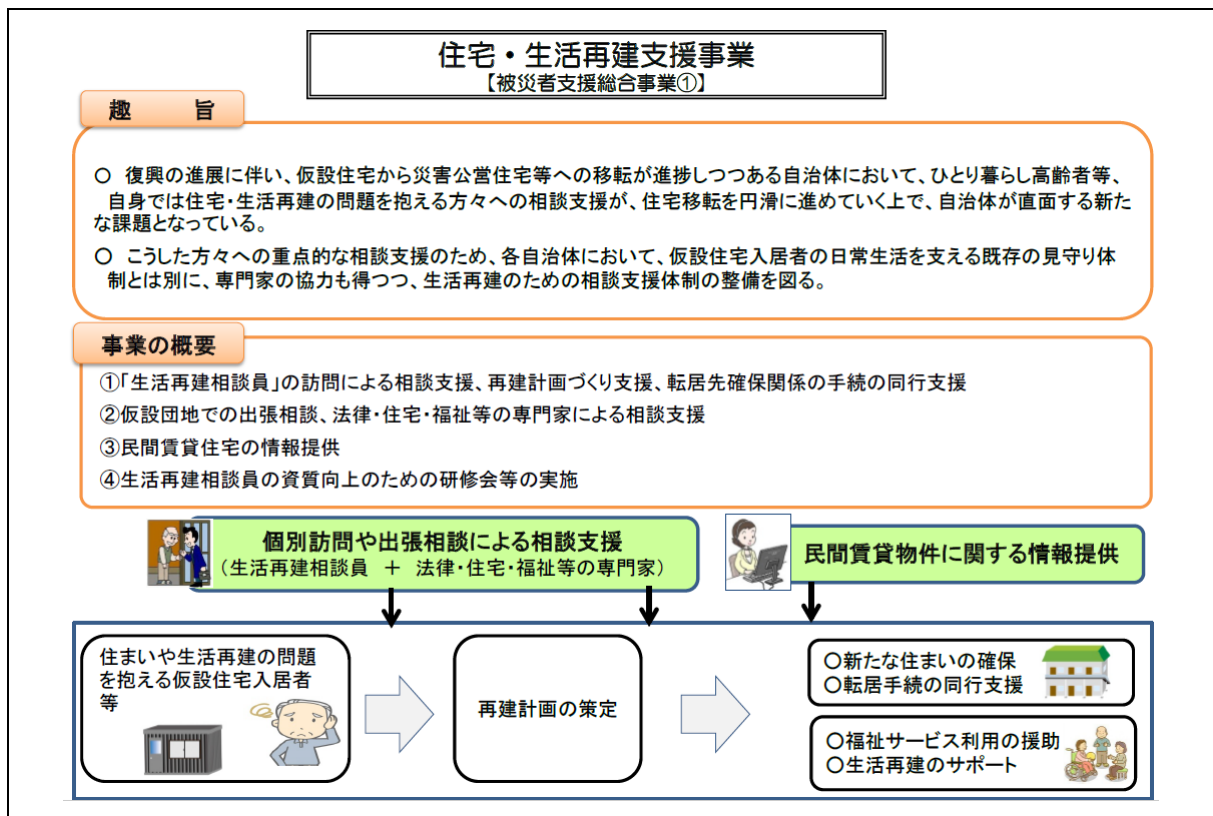 住宅・生活再建支援事業
【被災者支援総合事業①】
趣　　旨
○ 復興の進展に伴い、仮設住宅から災害公営住宅等への移転が進捗しつつある自治体において、ひとり暮らし高齢者等、
自身では住宅・生活再建の問題を抱える方々への相談支援が、住宅移転を円滑に進めていく上で、自治体が直面する新た
な課題となっている。
○ こうした方々への重点的な相談支援のため、各自治体において、仮設住宅入居者の日常生活を支える既存の見守り体
制とは別に、専門家の協力も得つつ、生活再建のための相談支援体制の整備を図る。
事業の概要
①「生活再建相談員」の訪問による相談支援、再建計画づくり支援、転居先確保関係の手続の同行支援
②仮設団地での出張相談、法律・住宅・福祉等の専門家による相談支援
③民間賃貸住宅の情報提供
④生活再建相談員の資質向上のための研修会等の実施
個別訪問や出張相談による相談支援
（生活再建相談員 ＋ 法律・住宅・福祉等の専門家）
民間賃貸物件に関する情報提供
住まいや生活再建の問題
を抱える仮設住宅入居者
等
再建計画の策定
○新たな住まいの確保
○転居手続の同行支援
○福祉サービス利用の援助
○生活再建のサポート